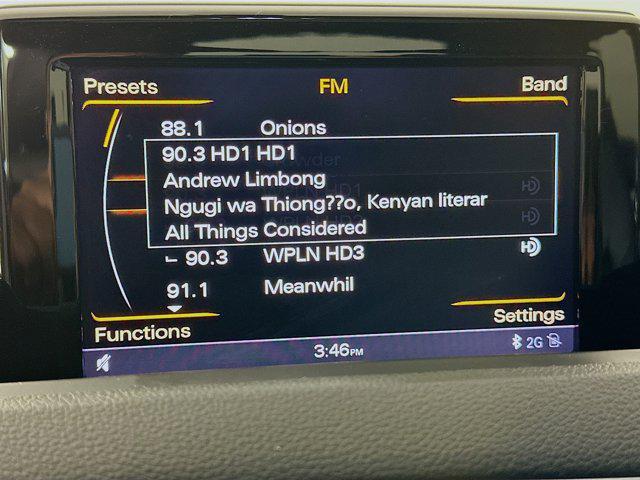 Presets FM Band
88.1 Onions
90.3 HD1 HD1
Andrew Limbong
Ngugi wa Thiong??o, Kenyan literar
All Things Considered
90.3 WPLN HD3
91.1 Meanwhil
Functions Settings
3:46PM 2G